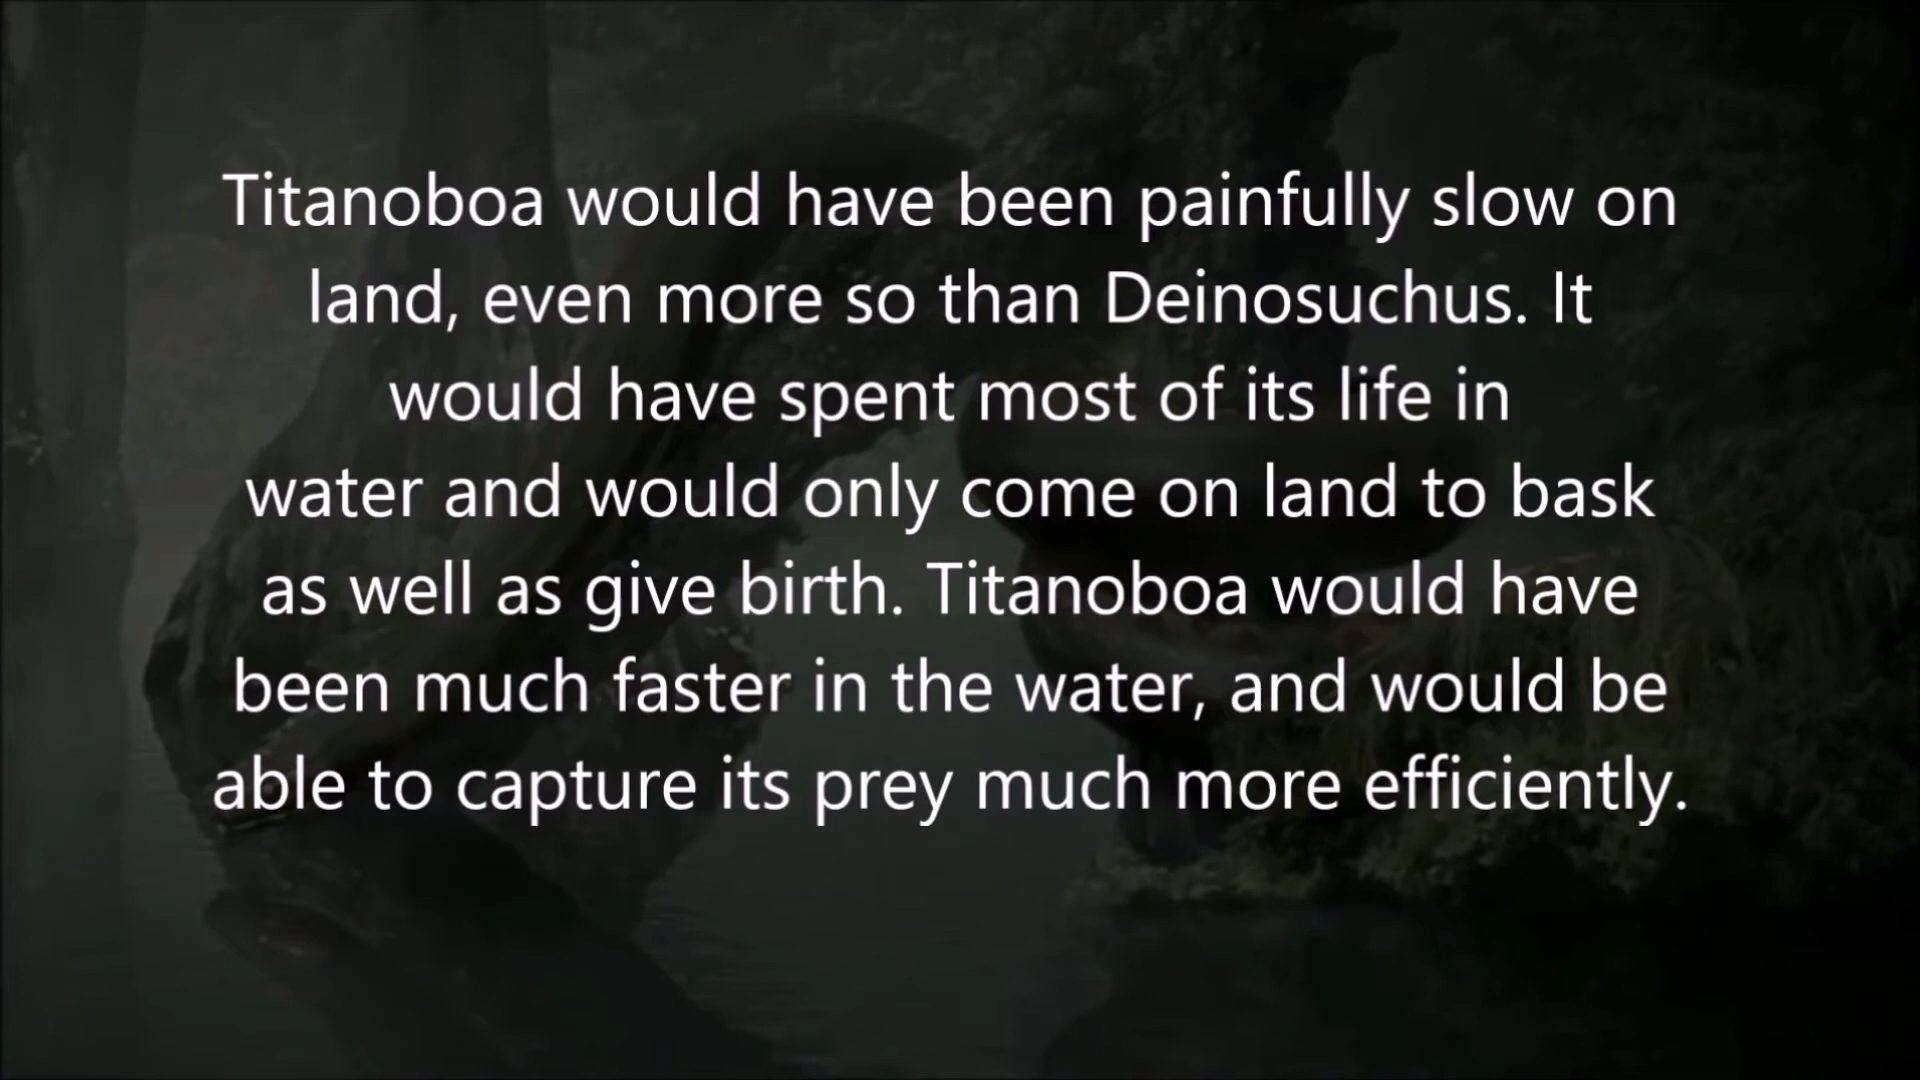 Titanoboa would have been painfully slow on
land, even more so than Deinosuchus. It
would have spent most of its life in
water and would only come on land to bask
as well as give birth. Titanoboa would have
been much faster in the water, and would be
able to capture its prey much more efficiently.